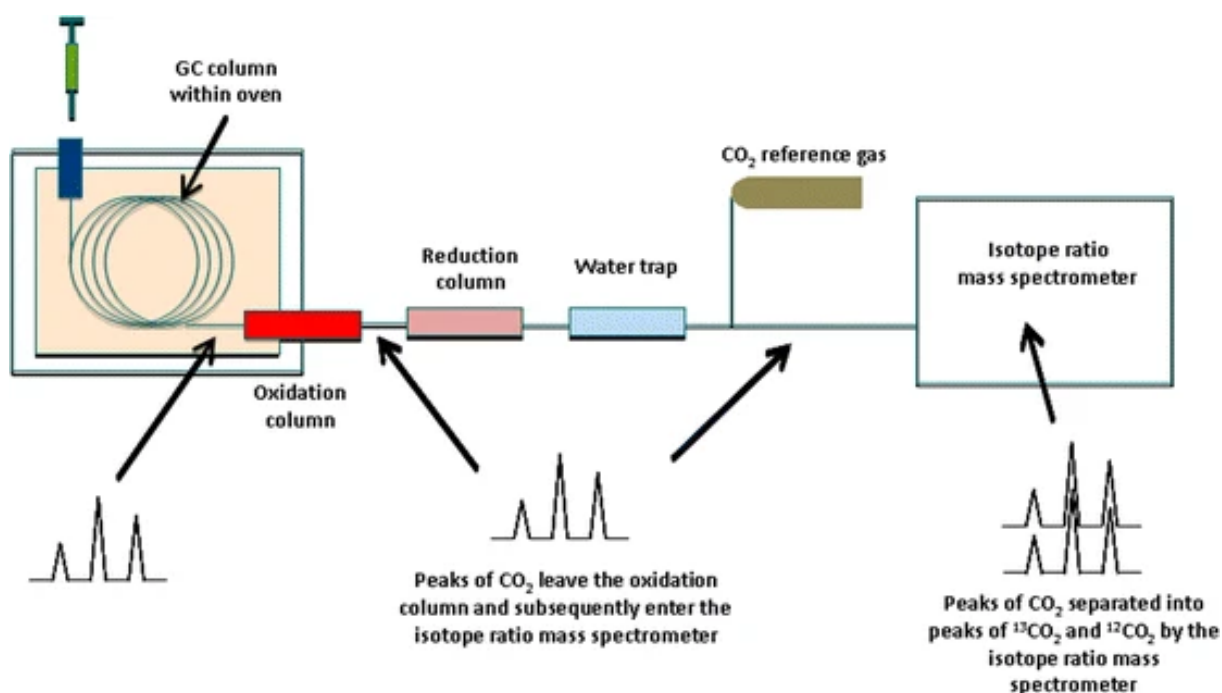 GC column
within oven
CO₂ reference gas
Reduction
column
Water trap
Isotope ratio
mass spectrometer
Oxidation
column
Peaks of CO₂ leave the oxidation
column and subsequently enter the
isotope ratio mass spectrometer
Peaks of CO₂ separated into
peaks of ¹³CO₂ and ¹²CO₂ by the
isotope ratio mass
spectrometer